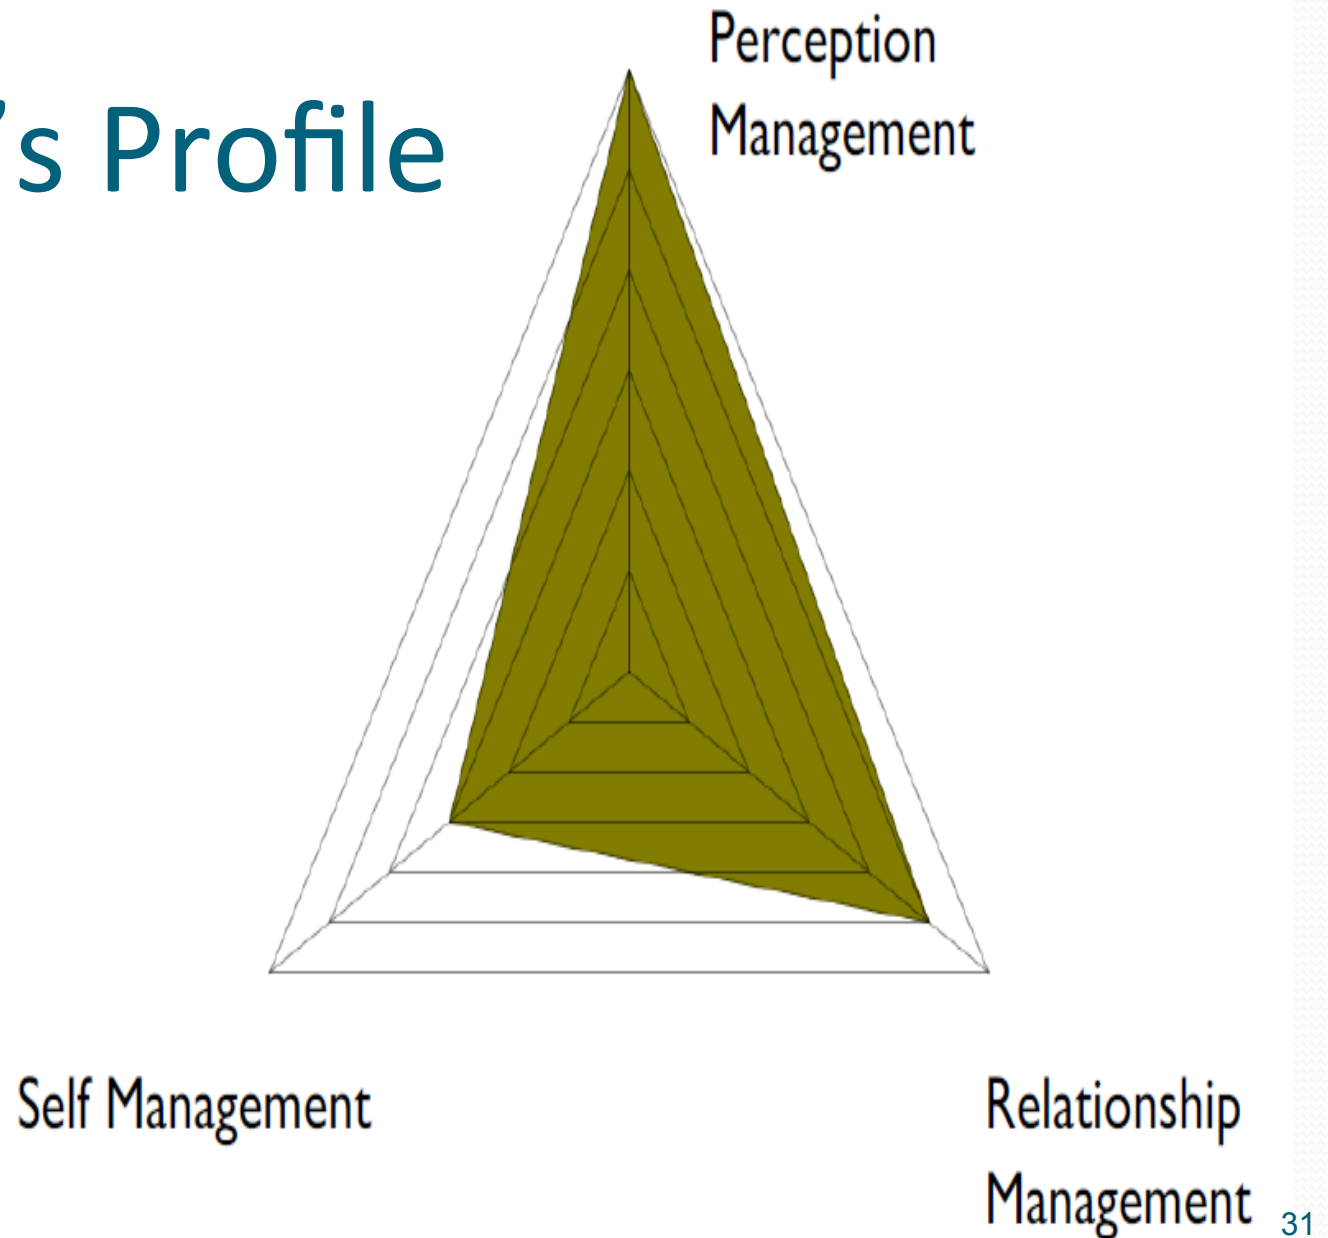 ’s Profile
Perception
Management
Self Management
Relationship
Management
31